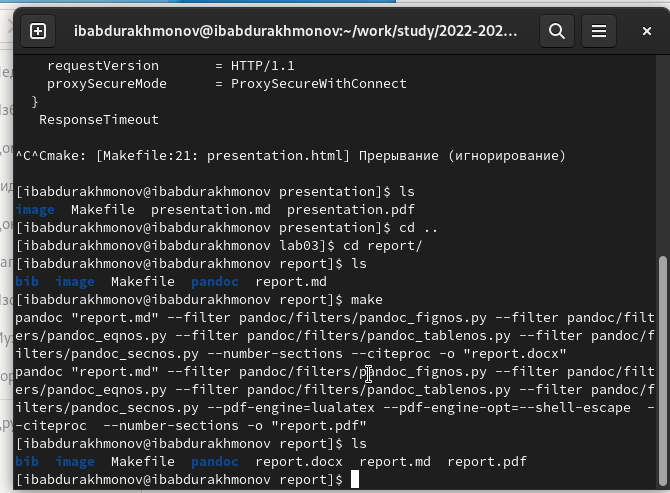 ibabdurakhmonov@ibabdurakhmonov:~/work/study/2022-202...
requestVersion       = HTTP/1.1
proxySecureMode      = ProxySecureWithConnect
}
ResponseTimeout
^C^Cmake: [Makefile:21: presentation.html] Прерывание (игнорирование)
[ibabdurakhmonov@ibabdurakhmonov presentation]$ ls
image  Makefile  presentation.md  presentation.pdf
[ibabdurakhmonov@ibabdurakhmonov presentation]$ cd ..
[ibabdurakhmonov@ibabdurakhmonov lab03]$ cd report/
[ibabdurakhmonov@ibabdurakhmonov report]$ ls
bib  image  Makefile  pandoc  report.md
[ibabdurakhmonov@ibabdurakhmonov report]$ make
pandoc "report.md" --filter pandoc/filters/pandoc_fignos.py --filter pandoc/filt
ers/pandoc_eqnos.py --filter pandoc/filters/pandoc_tablenos.py --filter pandoc/f
ilters/pandoc_secnos.py --number-sections --citeproc -o "report.docx"
pandoc "report.md" --filter pandoc/filters/pandoc_fignos.py --filter pandoc/filt
ers/pandoc_eqnos.py --filter pandoc/filters/pandoc_tablenos.py --filter pandoc/f
ilters/pandoc_secnos.py --pdf-engine=lualatex --pdf-engine-opt=--shell-escape  -
-citeproc  --number-sections -o "report.pdf"
[ibabdurakhmonov@ibabdurakhmonov report]$ ls
bib  image  Makefile  pandoc  report.docx  report.md  report.pdf
[ibabdurakhmonov@ibabdurakhmonov report]$